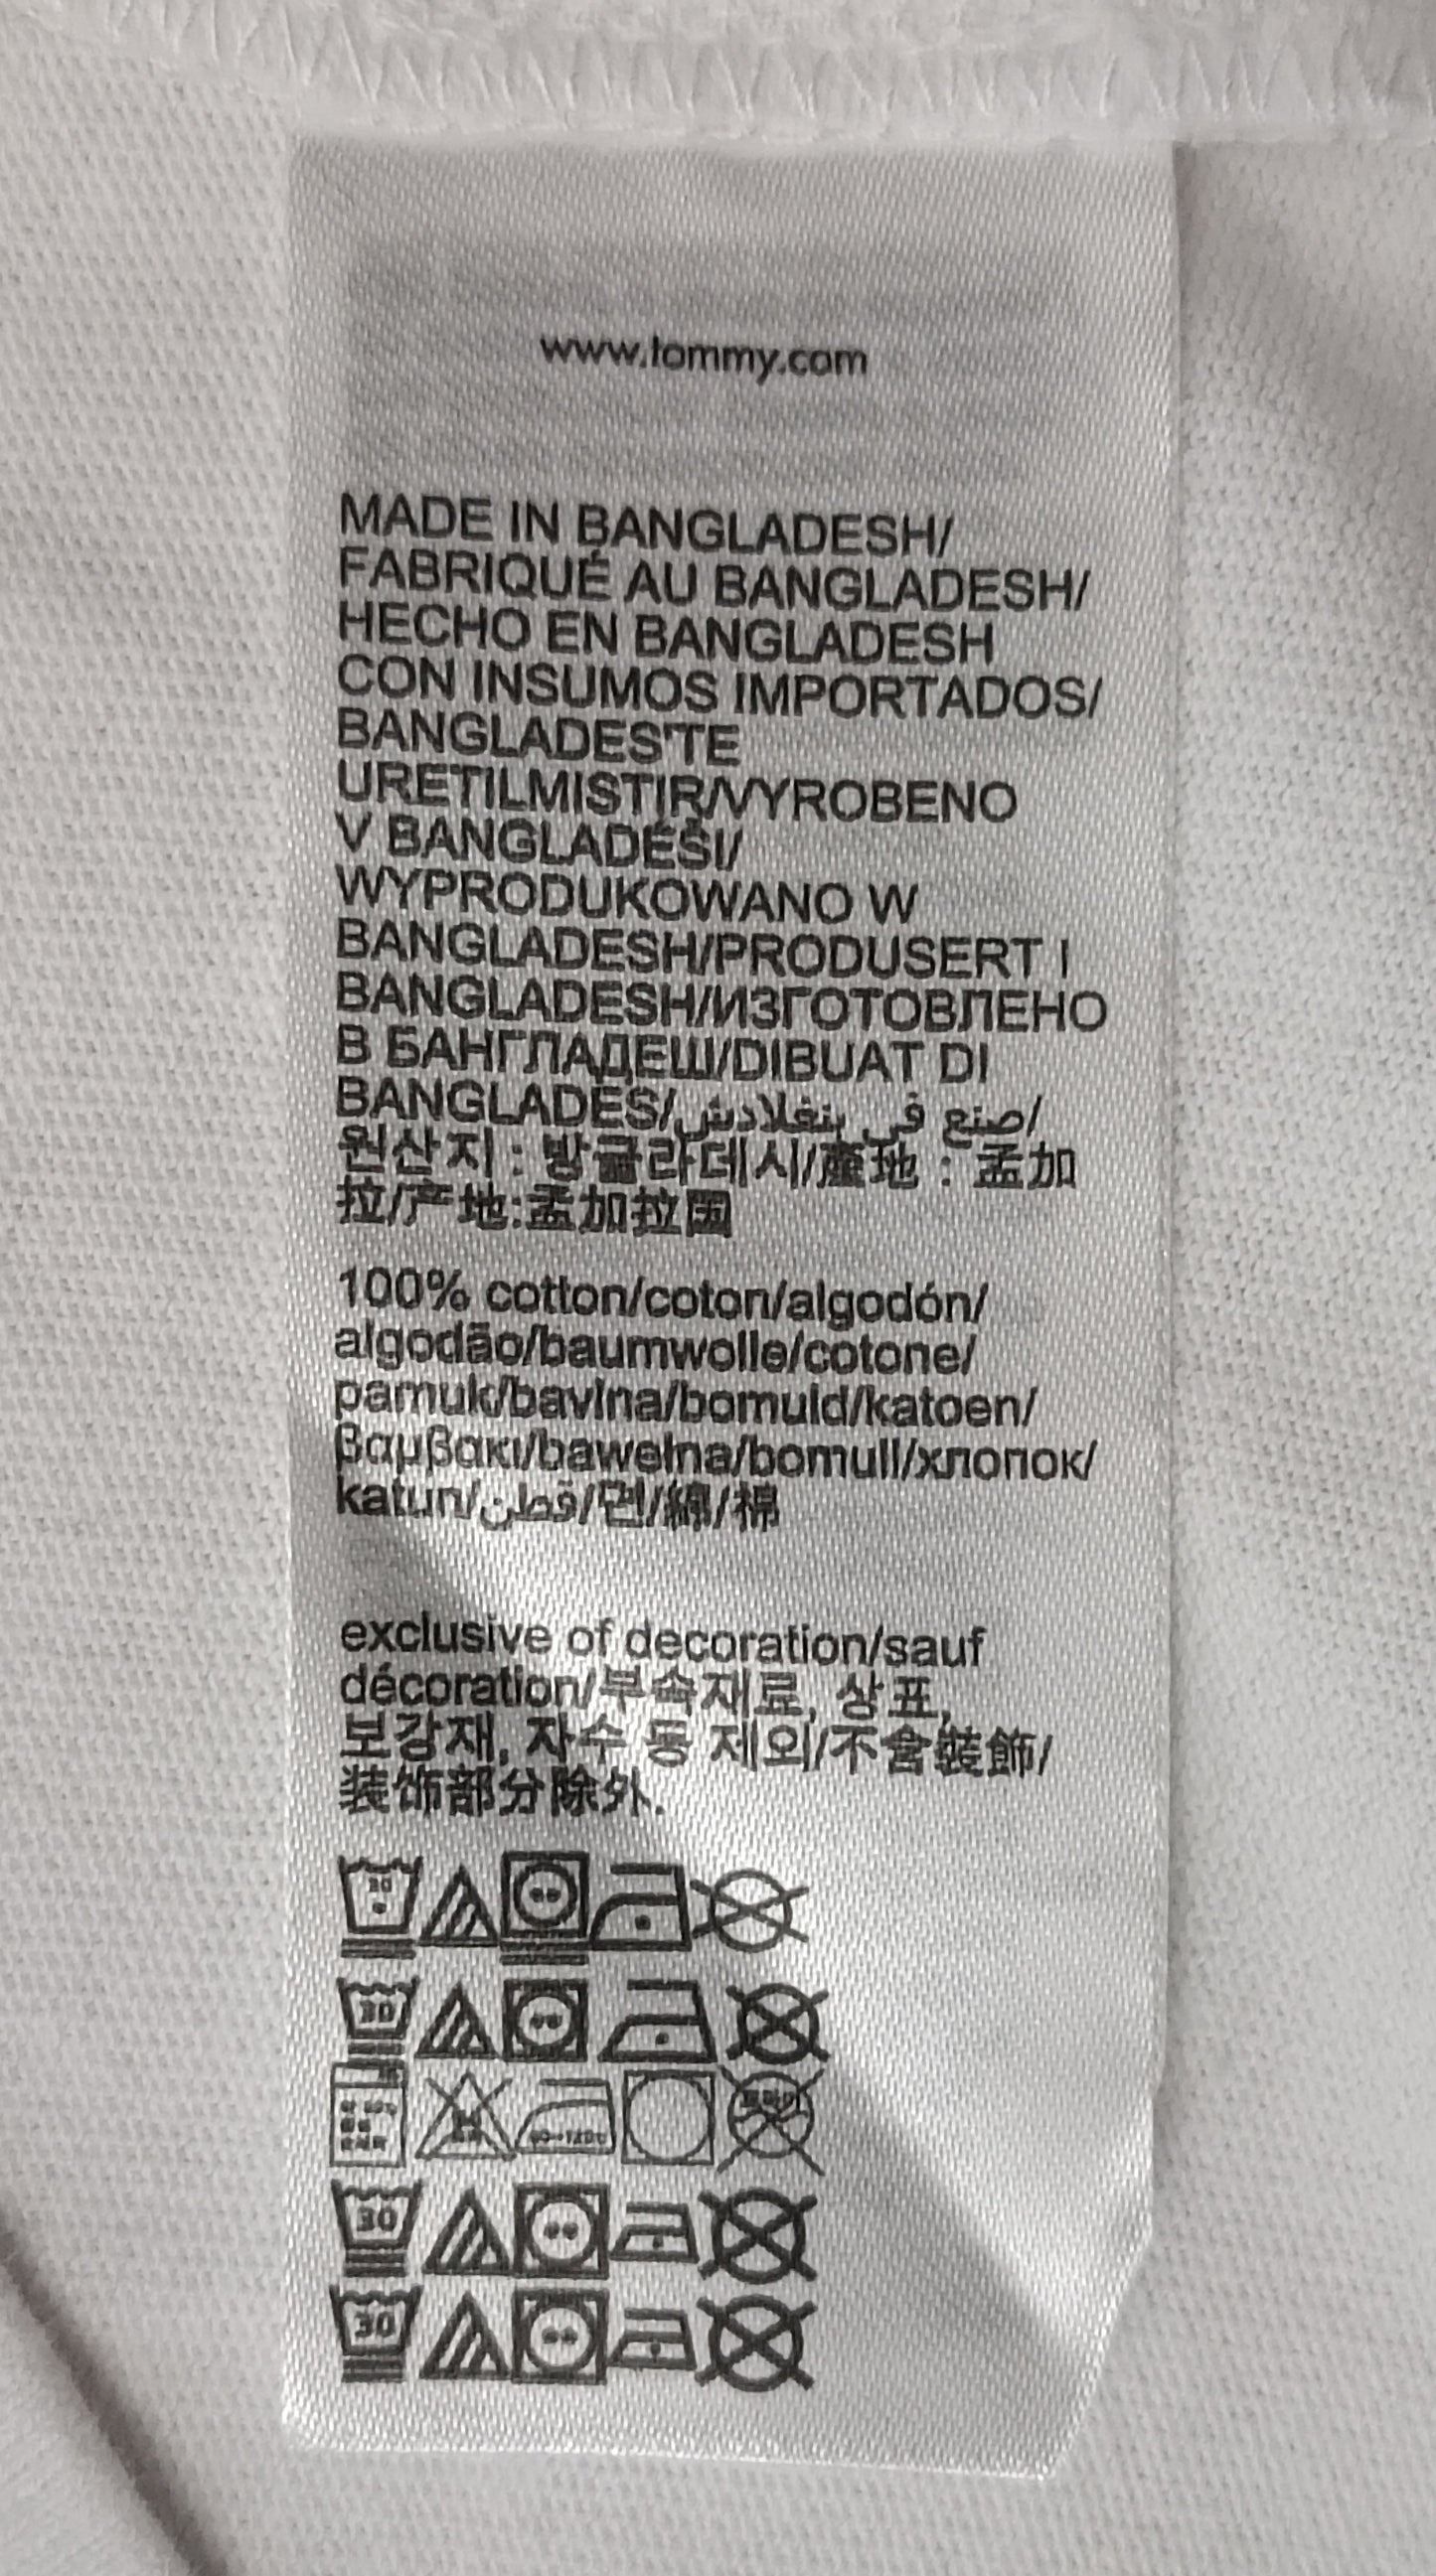 www.tommy.com
MADE IN BANGLADESH/
FABRIQUÉ AU BANGLADESH/
HECHO EN BANGLADESH
CON INSUMOS IMPORTADOS/
BANGLADES'TE
URETILMISTIR/VYROBENO
V BANGLADÉŠI/
WYPRODUKOWANO W
BANGLADESH/PRODUSERT I
BANGLADESH/ИЗГОТОВЛЕНО
В БАНГЛАДЕШ/DIBUAT DI
BANGLADES/صنع في بنغلادش/
원산지 : 방글라데시/產地 : 孟加
拉/产地:孟加拉国
100% cotton/coton/algodón/
algodão/baumwolle/cotone/
pamuk/bavlna/bomuld/katoen/
βαμβακι/bawełna/bomull/хлопок/
katun/قطن/면/綿/棉
exclusive of decoration/sauf
décoration/부속재료, 상표,
보강재, 자수 등 제외/不含裝飾/
装饰部分除外.
30
30
30
30